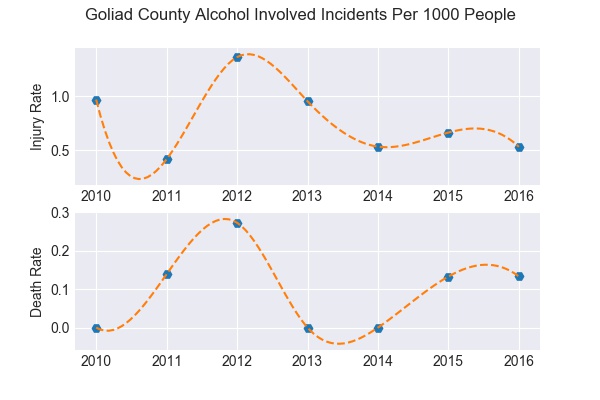 Goliad County Alcohol Involved Incidents Per 1000 People
Injury Rate
1.0
0.5
2010 2011 2012 2013 2014 2015 2016
Death Rate
0.3
0.2
0.1
0.0
2010 2011 2012 2013 2014 2015 2016